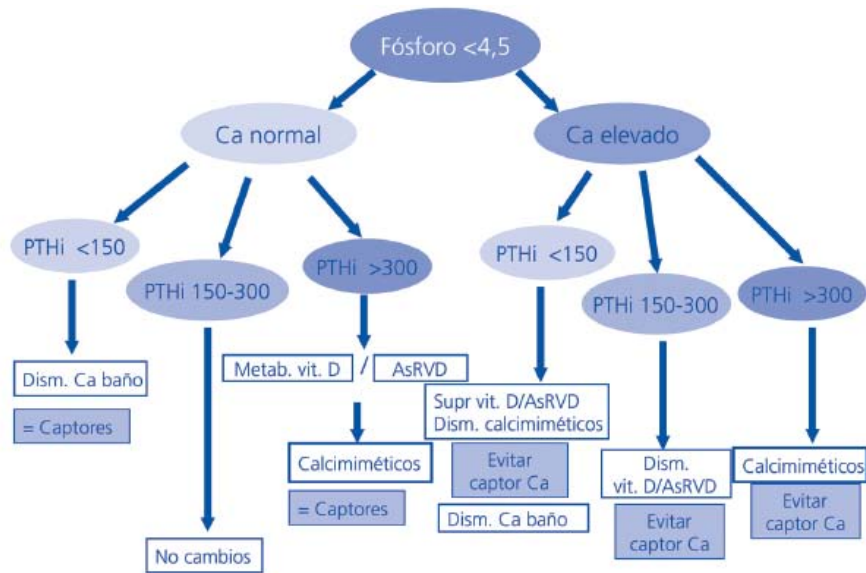 Fósforo <4,5
Ca normal
Ca elevado
PTHi <150
PTHi 150-300
PTHi >300
PTHi <150
PTHi 150-300
PTHi >300
Dism. Ca baño
= Captores
No cambios
Metab. vit. D / AsRVD
Calcimiméticos
= Captores
Supr vit. D/AsRVD
Dism. calcimiméticos
Evitar
captor Ca
Dism. Ca baño
Dism.
vit. D/AsRVD
Evitar
captor Ca
Calcimiméticos
Evitar
captor Ca